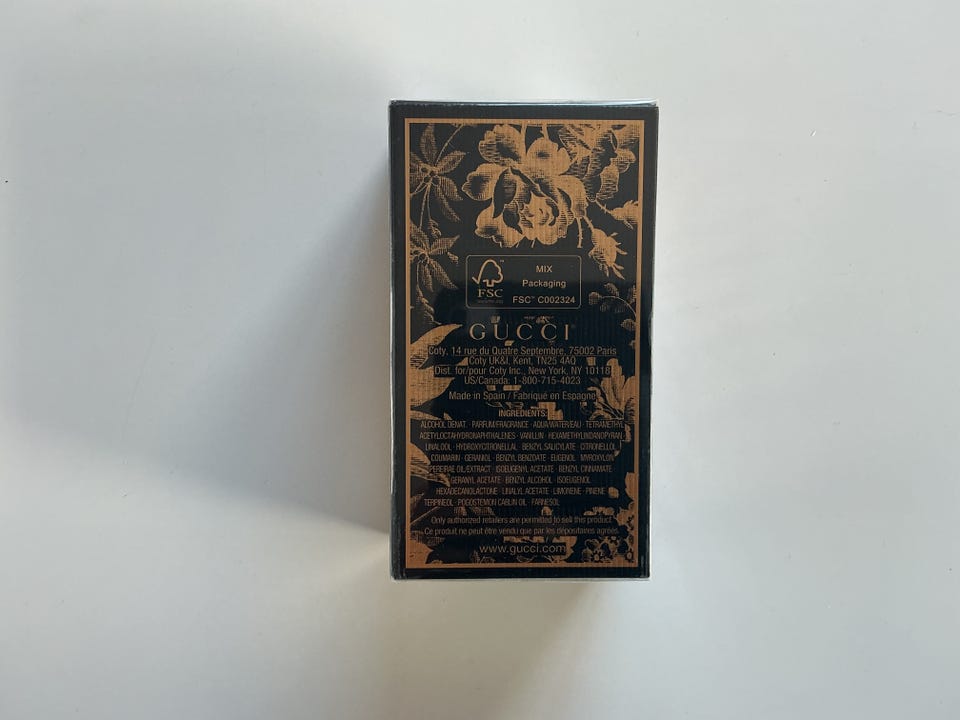 MIX
Packaging
FSC™ C002324
FSC™
GUCCI®
Coty, 14 rue du Quatre Septembre, 75002 Paris
Coty UK&I, Kent, TN25 4AQ
Dist. for/pour Coty Inc., New York, NY 10118
US/Canada: 1-800-715-4023
Made in Spain / Fabriqué en Espagne
INGREDIENTS:
ALCOHOL DENAT. · PARFUM/FRAGRANCE · AQUA/WATER/EAU · TETRAMETHYL
ACETYLOCTAHYDRONAPHTHALENES · VANILLIN · HEXAMETHYLINDANOPYRAN ·
LINALOOL · HYDROXYCITRONELLAL · BENZYL SALICYLATE · CITRONELLOL ·
COUMARIN · GERANIOL · BENZYL BENZOATE · EUGENOL · MYROXYLON
PEREIRAE OIL/EXTRACT · ISOEUGENYL ACETATE · BENZYL CINNAMATE ·
GERANYL ACETATE · BENZYL ALCOHOL · ISOEUGENOL ·
HEXADECANOLACTONE · LINALYL ACETATE · LIMONENE · PINENE ·
TERPINEOL · POGOSTEMON CABLIN OIL · FARNESOL
Only authorized retailers are permitted to sell this product.
Ce produit ne peut être vendu que par les dépositaires agréés.
www.gucci.com